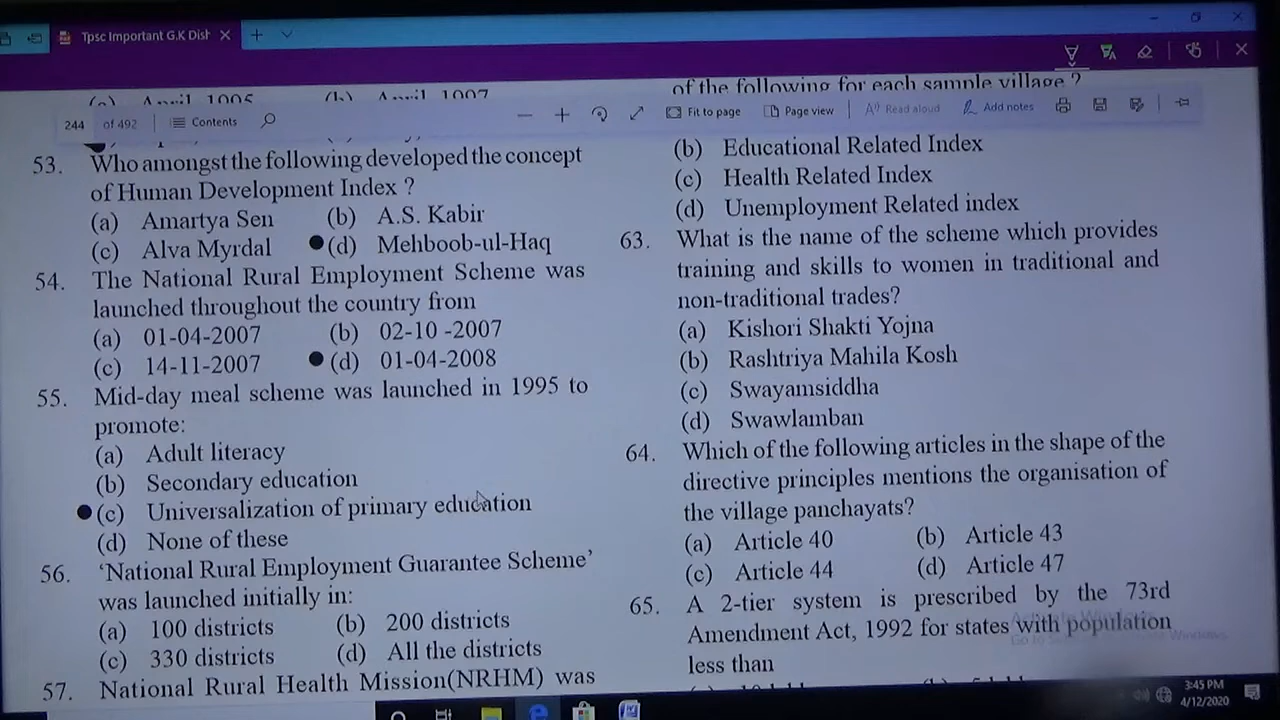 Tpsc Important G.K Dist
of the following for each sample village ?
(a) April 1995 (b) April 1997
244 of 492 Contents Fit to page Page view Read aloud Add notes
53. Who amongst the following developed the concept
of Human Development Index ?
(a) Amartya Sen (b) A.S. Kabir
(c) Alva Myrdal (d) Mehboob-ul-Haq
54. The National Rural Employment Scheme was
launched throughout the country from
(a) 01-04-2007 (b) 02-10 -2007
(c) 14-11-2007 (d) 01-04-2008
55. Mid-day meal scheme was launched in 1995 to
promote:
(a) Adult literacy
(b) Secondary education
(c) Universalization of primary education
(d) None of these
56. ‘National Rural Employment Guarantee Scheme’
was launched initially in:
(a) 100 districts (b) 200 districts
(c) 330 districts (d) All the districts
57. National Rural Health Mission(NRHM) was
(b) Educational Related Index
(c) Health Related Index
(d) Unemployment Related index
63. What is the name of the scheme which provides
training and skills to women in traditional and
non-traditional trades?
(a) Kishori Shakti Yojna
(b) Rashtriya Mahila Kosh
(c) Swayamsiddha
(d) Swawlamban
64. Which of the following articles in the shape of the
directive principles mentions the organisation of
the village panchayats?
(a) Article 40 (b) Article 43
(c) Article 44 (d) Article 47
65. A 2-tier system is prescribed by the 73rd
Amendment Act, 1992 for states with population
less than
Activate Windows
3:45 PM
4/12/2020